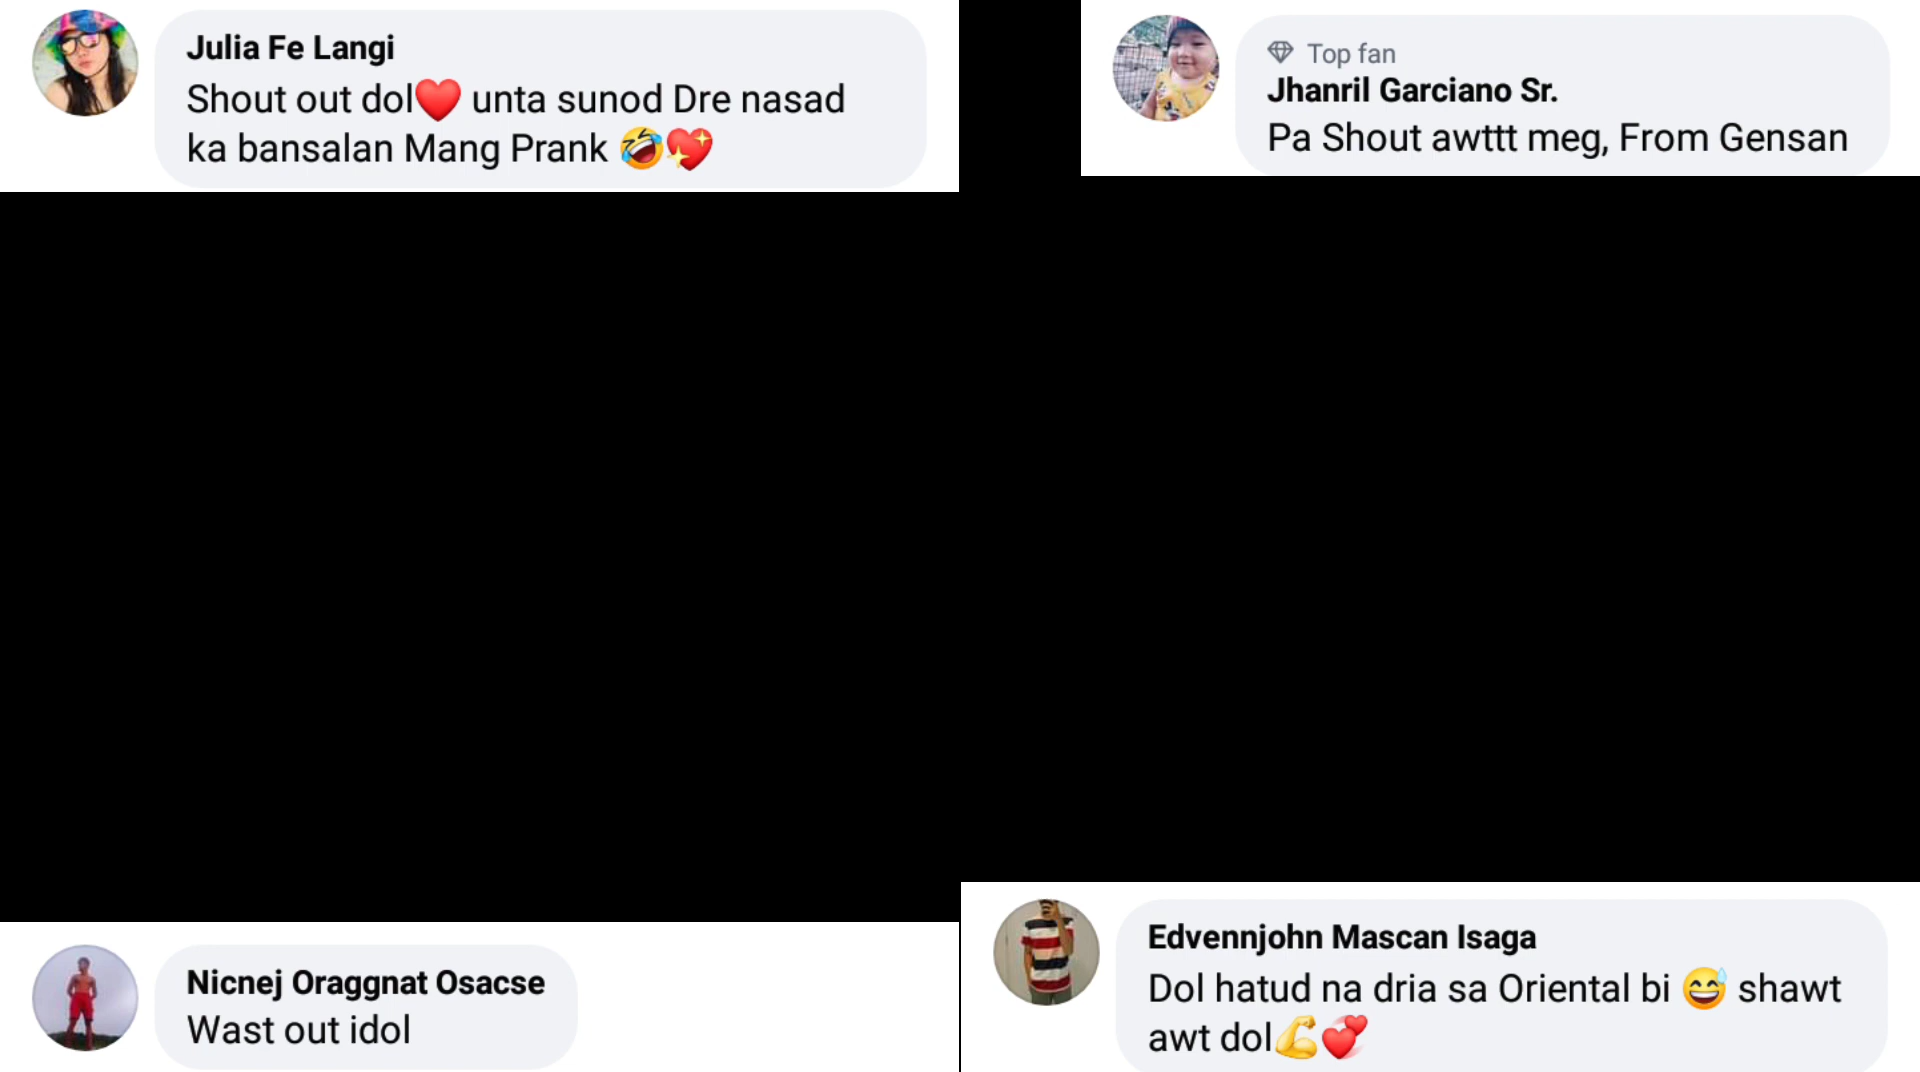 Julia Fe Langi
Shout out dol❤️ unta sunod Dre nasad
ka bansalan Mang Prank 🤣💖
Top fan
Jhanril Garciano Sr.
Pa Shout awttt meg, From Gensan
Nicnej Oraggnat Osacse
Wast out idol
Edvennjohn Mascan Isaga
Dol hatud na dria sa Oriental bi 😅 shawt
awt dol💪💞